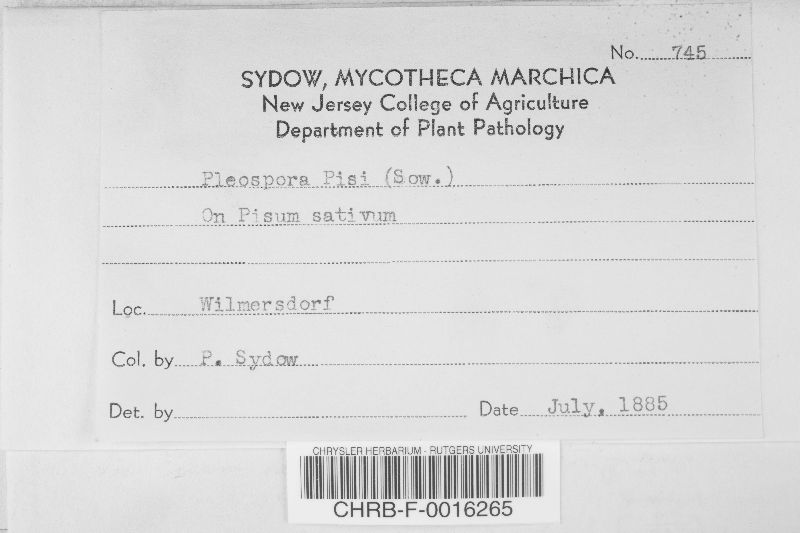 No. 745
SYDOW, MYCOTHECA MARCHICA
New Jersey College of Agriculture
Department of Plant Pathology
Pleospora Pisi (Sow.)
On Pisum sativum
Loc. Wilmersdorf
Col. by P. Sydow
Det. by Date July, 1885
CHRYSLER HERBARIUM - RUTGERS UNIVERSITY
CHRB-F-0016265